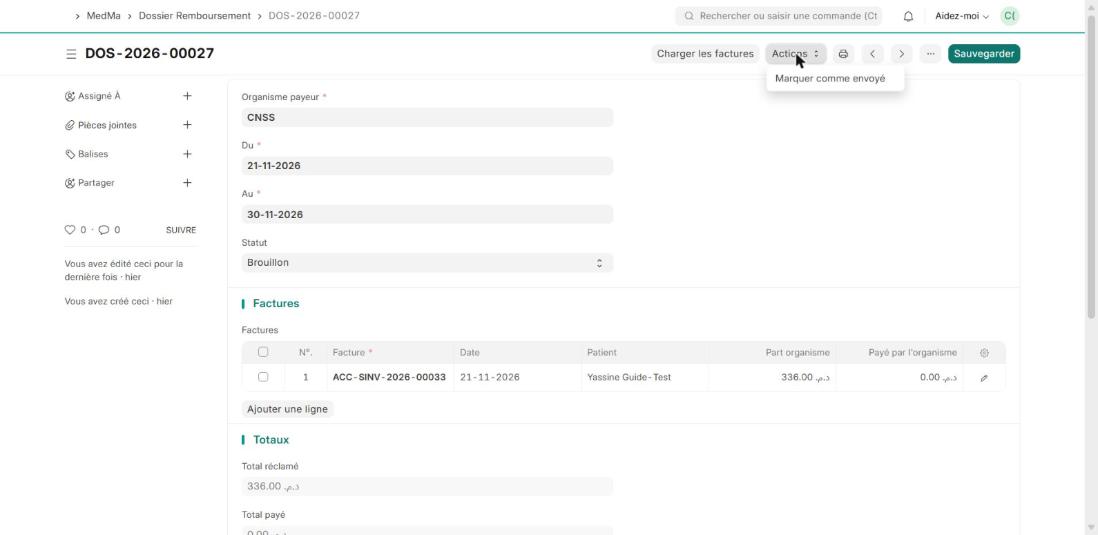 MedMa > Dossier Remboursement > DOS-2026-00027
Rechercher ou saisir une commande (Ct
Aidez-moi
C(
DOS-2026-00027
Charger les factures
Actions
Sauvegarder
Marquer comme envoyé
Assigné À
Pièces jointes
Balises
Partager
0 · 0 SUIVRE
Vous avez édité ceci pour la
dernière fois · hier
Vous avez créé ceci · hier
Organisme payeur *
CNSS
Du *
21-11-2026
Au *
30-11-2026
Statut
Brouillon
Factures
Factures
N°. Facture * Date Patient Part organisme Payé par l'organisme
1 ACC-SINV-2026-00033 21-11-2026 Yassine Guide-Test 336.00 د.م. 0.00 د.م.
Ajouter une ligne
Totaux
Total réclamé
336.00 د.م.
Total payé
0.00 د.م.